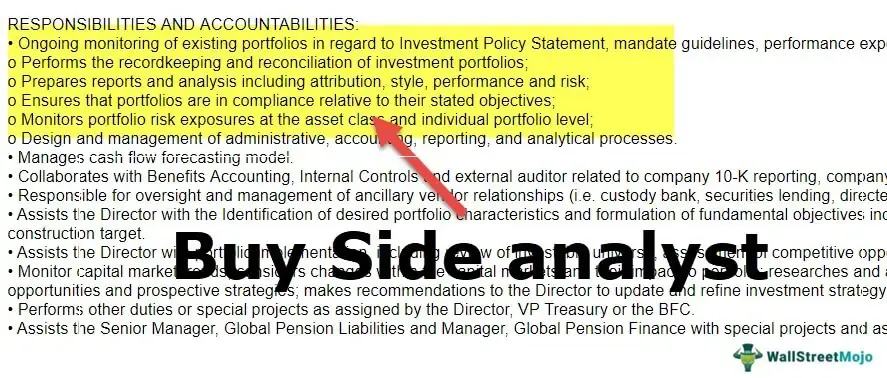 RESPONSIBILITIES AND ACCOUNTABILITIES:
• Ongoing monitoring of existing portfolios in regard to Investment Policy Statement, mandate guidelines, performance exp
o Performs the recordkeeping and reconciliation of investment portfolios;
o Prepares reports and analysis including attribution, style, performance and risk;
o Ensures that portfolios are in compliance relative to their stated objectives;
o Monitors portfolio risk exposures at the asset class and individual portfolio level;
o Design and management of administrative, accounting, reporting, and analytical processes.
• Manages cash flow forecasting model.
• Collaborates with Benefits Accounting, Internal Controls and external auditor related to company 10-K reporting, company
• Responsible for oversight and management of ancillary vendor relationships (i.e. custody bank, securities lending, directe
• Assists the Director with the Identification of desired portfolio characteristics and formulation of fundamental objectives inc
construction target.
• Assists the Director of competitive opp
Buy Side analyst
• Monitor capital market researches and a
opportunities and prospective strategies; makes recommendations to the Director to update and refine investment strategy
• Performs other duties or special projects as assigned by the Director, VP Treasury or the BFC.
• Assists the Senior Manager, Global Pension Liabilities and Manager, Global Pension Finance with special projects and as
WallStreetMojo